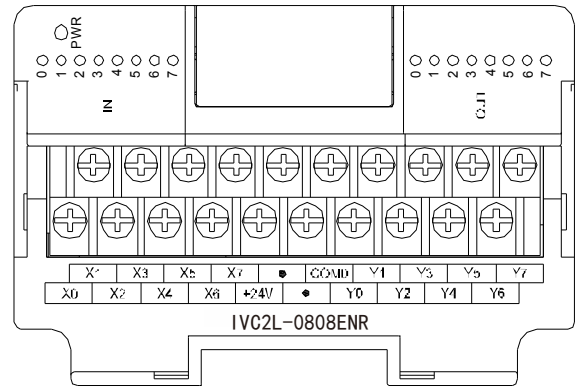 PWR
0 1 2 3 4 5 6 7
0 1 2 3 4 5 6 7
IN
OUT
X1 X3 X5 X7 • COM0 Y1 Y3 Y5 Y7
X0 X2 X4 X6 +24V • Y0 Y2 Y4 Y6
IVC2L-0808ENR